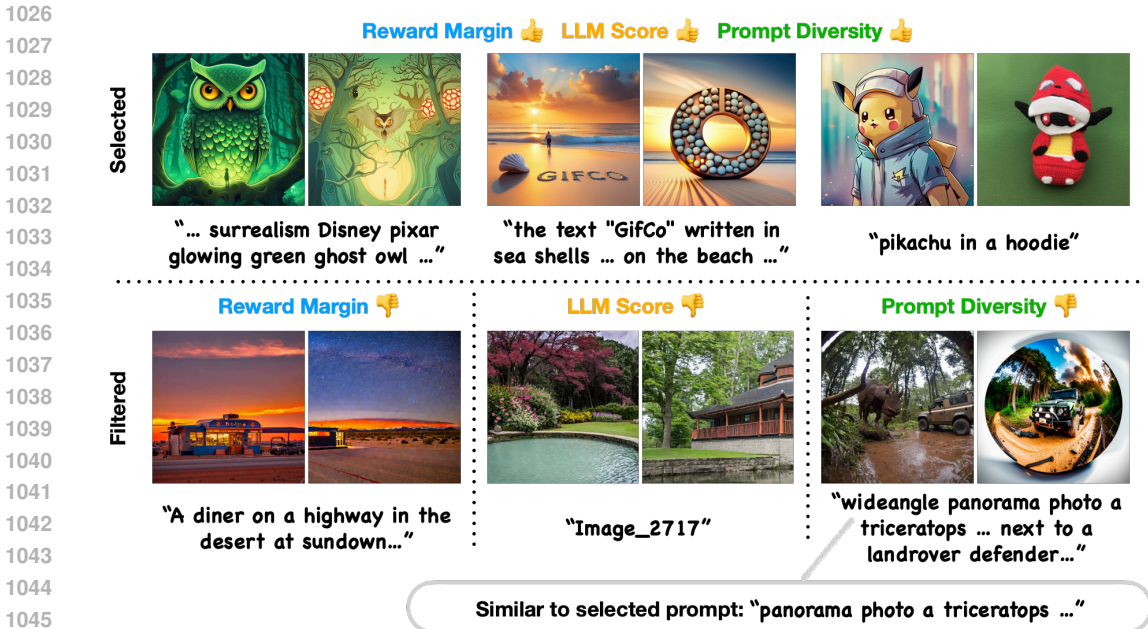 1026
1027
1028
1029
1030
1031
1032
1033
1034
1035
1036
1037
1038
1039
1040
1041
1042
1043
1044
1045
Reward Margin 👍 LLM Score 👍 Prompt Diversity 👍
Selected
GIFCO
"... surrealism Disney pixar
glowing green ghost owl ..."
"the text "GifCo" written in
sea shells ... on the beach ..."
"pikachu in a hoodie"
Reward Margin 👎
LLM Score 👎
Prompt Diversity 👎
Filtered
"A diner on a highway in the
desert at sundown..."
"Image_2717"
"wideangle panorama photo a
triceratops ... next to a
landrover defender..."
Similar to selected prompt: "panorama photo a triceratops ..."